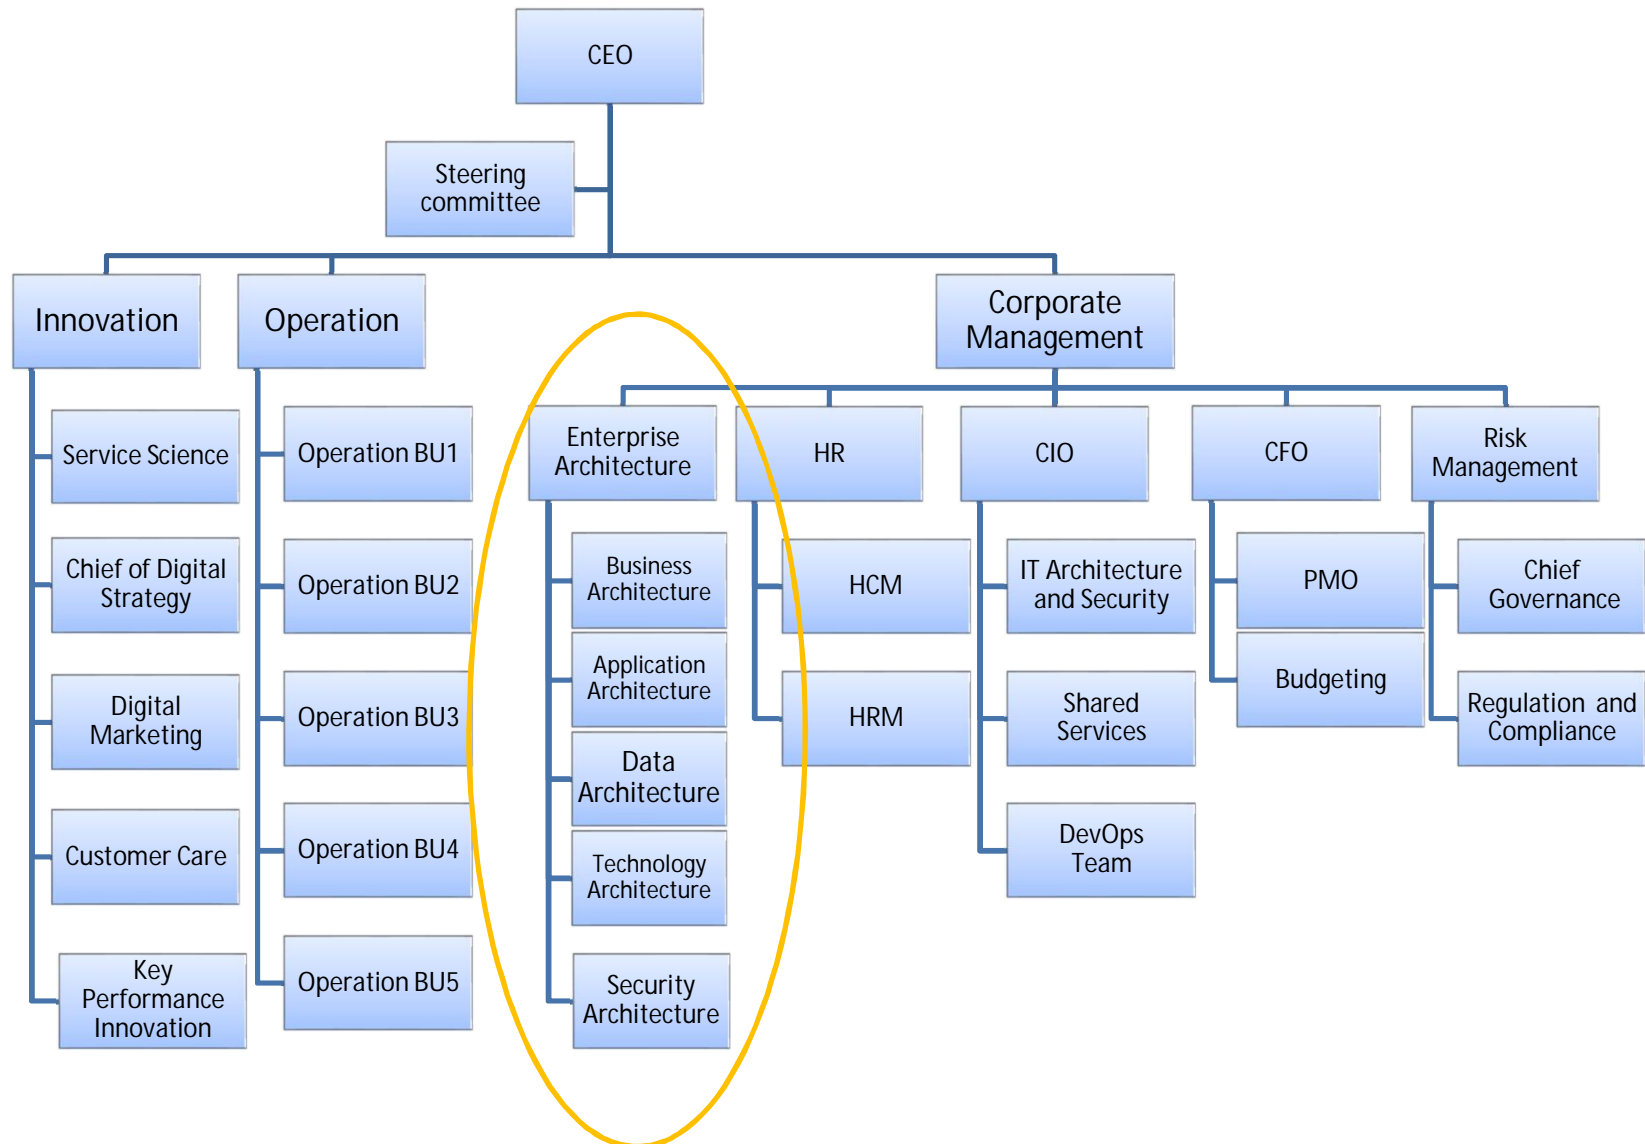 CEO
Steering
committee
Innovation
Operation
Corporate
Management
Service Science
Chief of Digital
Strategy
Digital
Marketing
Customer Care
Key
Performance
Innovation
Operation BU1
Operation BU2
Operation BU3
Operation BU4
Operation BU5
Enterprise
Architecture
Business
Architecture
Application
Architecture
Data
Architecture
Technology
Architecture
Security
Architecture
HR
HCM
HRM
CIO
IT Architecture
and Security
Shared
Services
DevOps
Team
CFO
PMO
Budgeting
Risk
Management
Chief
Governance
Regulation and
Compliance